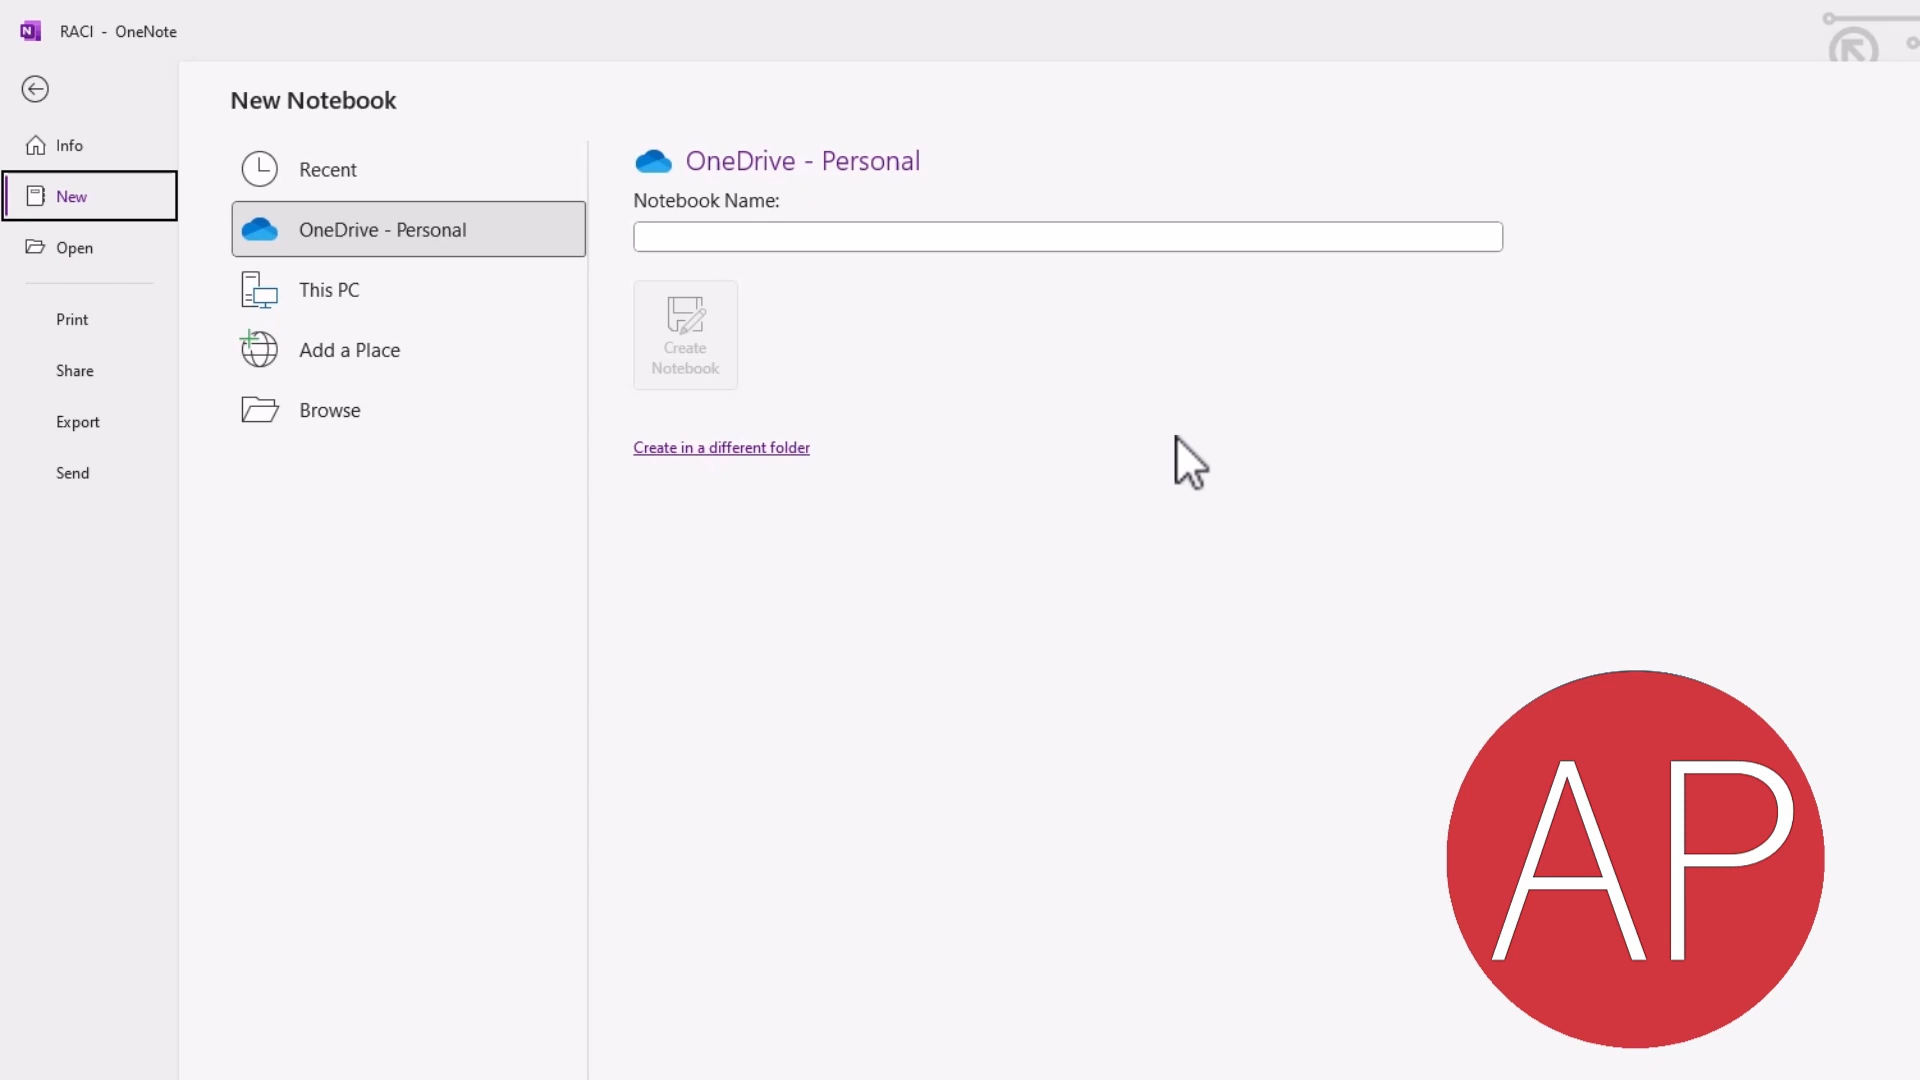 RACI - OneNote
Info
New
Open
Print
Share
Export
Send
New Notebook
Recent
OneDrive - Personal
This PC
Add a Place
Browse
OneDrive - Personal
Notebook Name:
Create
Notebook
Create in a different folder
AP